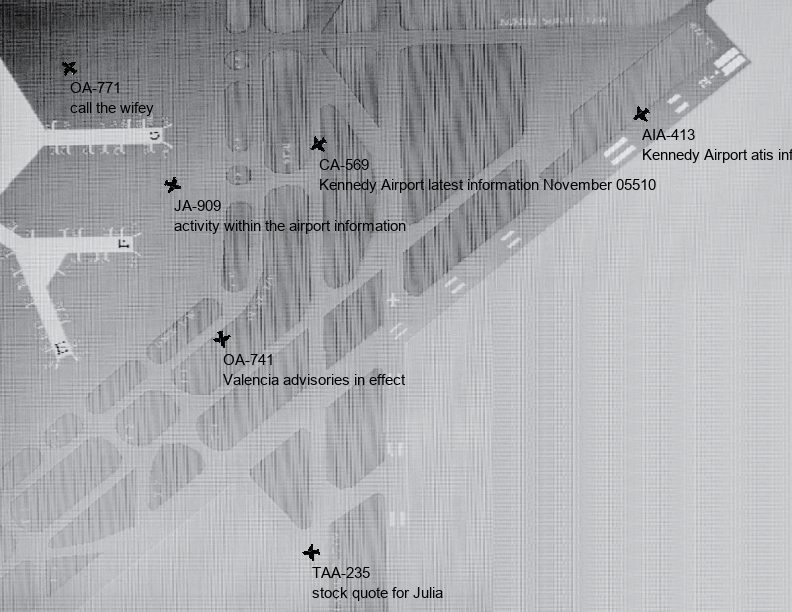 OA-771
call the wifey
CA-569
Kennedy Airport latest information November 05510
AIA-413
Kennedy Airport atis inf
JA-909
activity within the airport information
OA-741
Valencia advisories in effect
TAA-235
stock quote for Julia